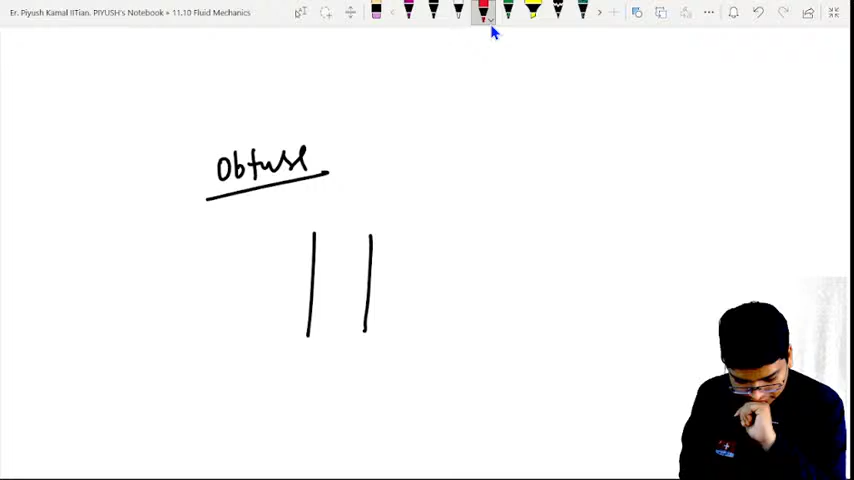 Er. Piyush Kamal IITian. PIYUSH's Notebook » 11.10 Fluid Mechanics
Obtuse